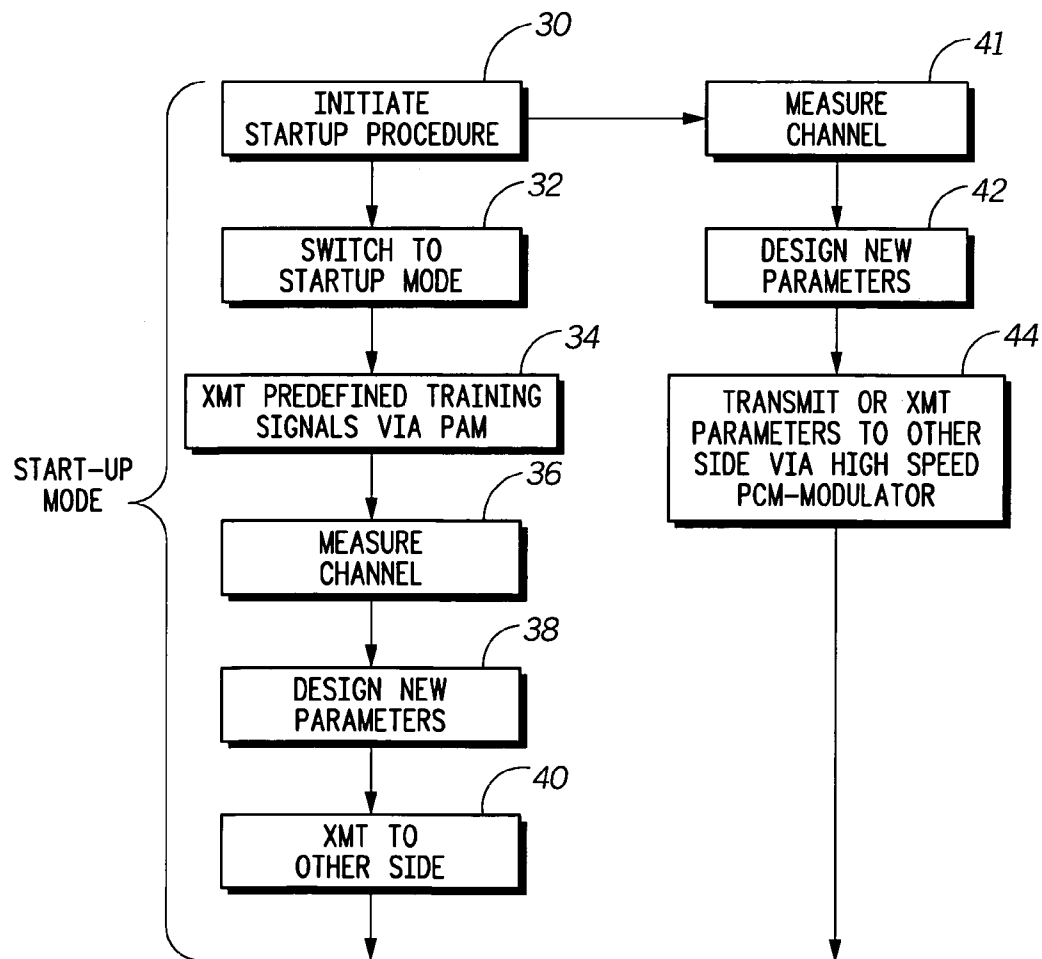 30
INITIATE
STARTUP PROCEDURE
32
SWITCH TO
STARTUP MODE
34
XMT PREDEFINED TRAINING
SIGNALS VIA PAM
START-UP
MODE
36
MEASURE
CHANNEL
38
DESIGN NEW
PARAMETERS
40
XMT TO
OTHER SIDE
41
MEASURE
CHANNEL
42
DESIGN NEW
PARAMETERS
44
TRANSMIT OR XMT
PARAMETERS TO OTHER
SIDE VIA HIGH SPEED
PCM-MODULATOR